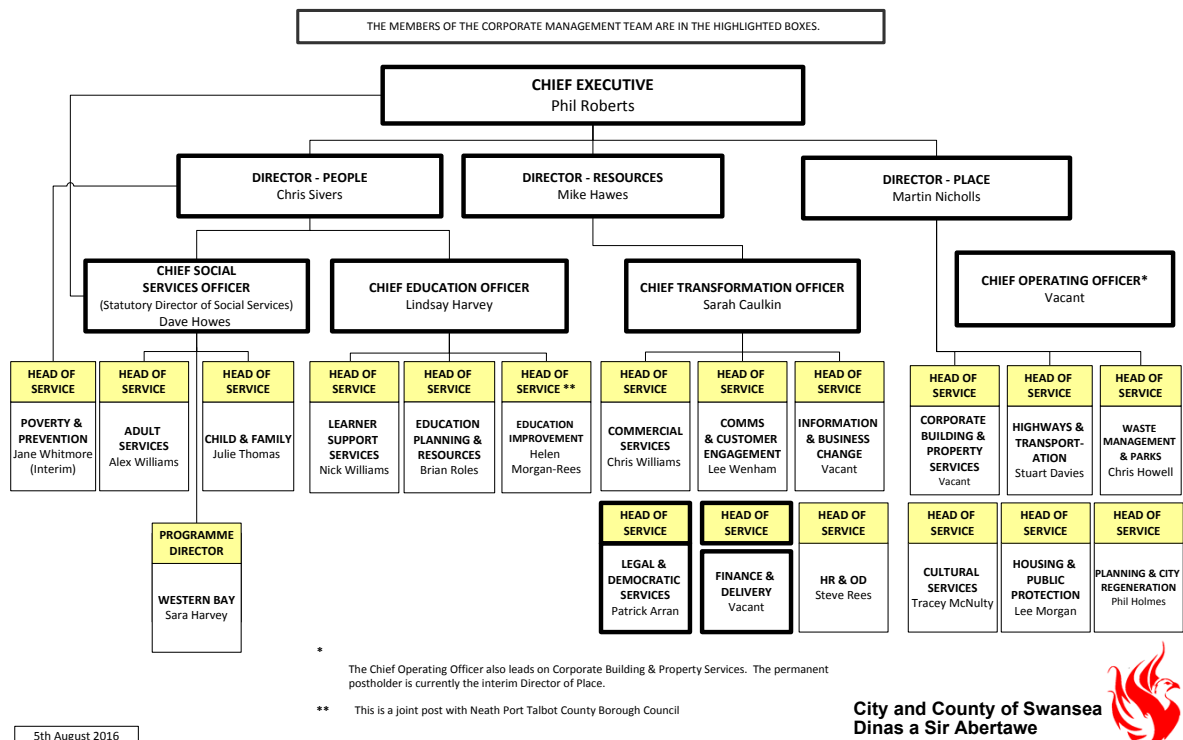 THE MEMBERS OF THE CORPORATE MANAGEMENT TEAM ARE IN THE HIGHLIGHTED BOXES.
CHIEF EXECUTIVE
Phil Roberts
DIRECTOR - PEOPLE
Chris Sivers
DIRECTOR - RESOURCES
Mike Hawes
DIRECTOR - PLACE
Martin Nicholls
CHIEF SOCIAL
SERVICES OFFICER
(Statutory Director of Social Services)
Dave Howes
CHIEF EDUCATION OFFICER
Lindsay Harvey
CHIEF TRANSFORMATION OFFICER
Sarah Caulkin
CHIEF OPERATING OFFICER*
Vacant
HEAD OF
SERVICE
POVERTY &
PREVENTION
Jane Whitmore
(Interim)
HEAD OF
SERVICE
ADULT
SERVICES
Alex Williams
HEAD OF
SERVICE
CHILD & FAMILY
Julie Thomas
HEAD OF
SERVICE
LEARNER
SUPPORT
SERVICES
Nick Williams
HEAD OF
SERVICE
EDUCATION
PLANNING &
RESOURCES
Brian Roles
HEAD OF
SERVICE **
EDUCATION
IMPROVEMENT
Helen
Morgan-Rees
HEAD OF
SERVICE
COMMERCIAL
SERVICES
Chris Williams
HEAD OF
SERVICE
COMMS
& CUSTOMER
ENGAGEMENT
Lee Wenham
HEAD OF
SERVICE
INFORMATION
& BUSINESS
CHANGE
Vacant
HEAD OF
SERVICE
CORPORATE
BUILDING &
PROPERTY
SERVICES
Vacant
HEAD OF
SERVICE
HIGHWAYS &
TRANSPORT-
ATION
Stuart Davies
HEAD OF
SERVICE
WASTE
MANAGEMENT
& PARKS
Chris Howell
PROGRAMME
DIRECTOR
WESTERN BAY
Sara Harvey
HEAD OF
SERVICE
LEGAL &
DEMOCRATIC
SERVICES
Patrick Arran
HEAD OF
SERVICE
FINANCE &
DELIVERY
Vacant
HEAD OF
SERVICE
HR & OD
Steve Rees
HEAD OF
SERVICE
CULTURAL
SERVICES
Tracey McNulty
HEAD OF
SERVICE
HOUSING &
PUBLIC
PROTECTION
Lee Morgan
HEAD OF
SERVICE
PLANNING & CITY
REGENERATION
Phil Holmes
*
The Chief Operating Officer also leads on Corporate Building & Property Services. The permanent
postholder is currently the interim Director of Place.
** This is a joint post with Neath Port Talbot County Borough Council
City and County of Swansea
Dinas a Sir Abertawe
5th August 2016